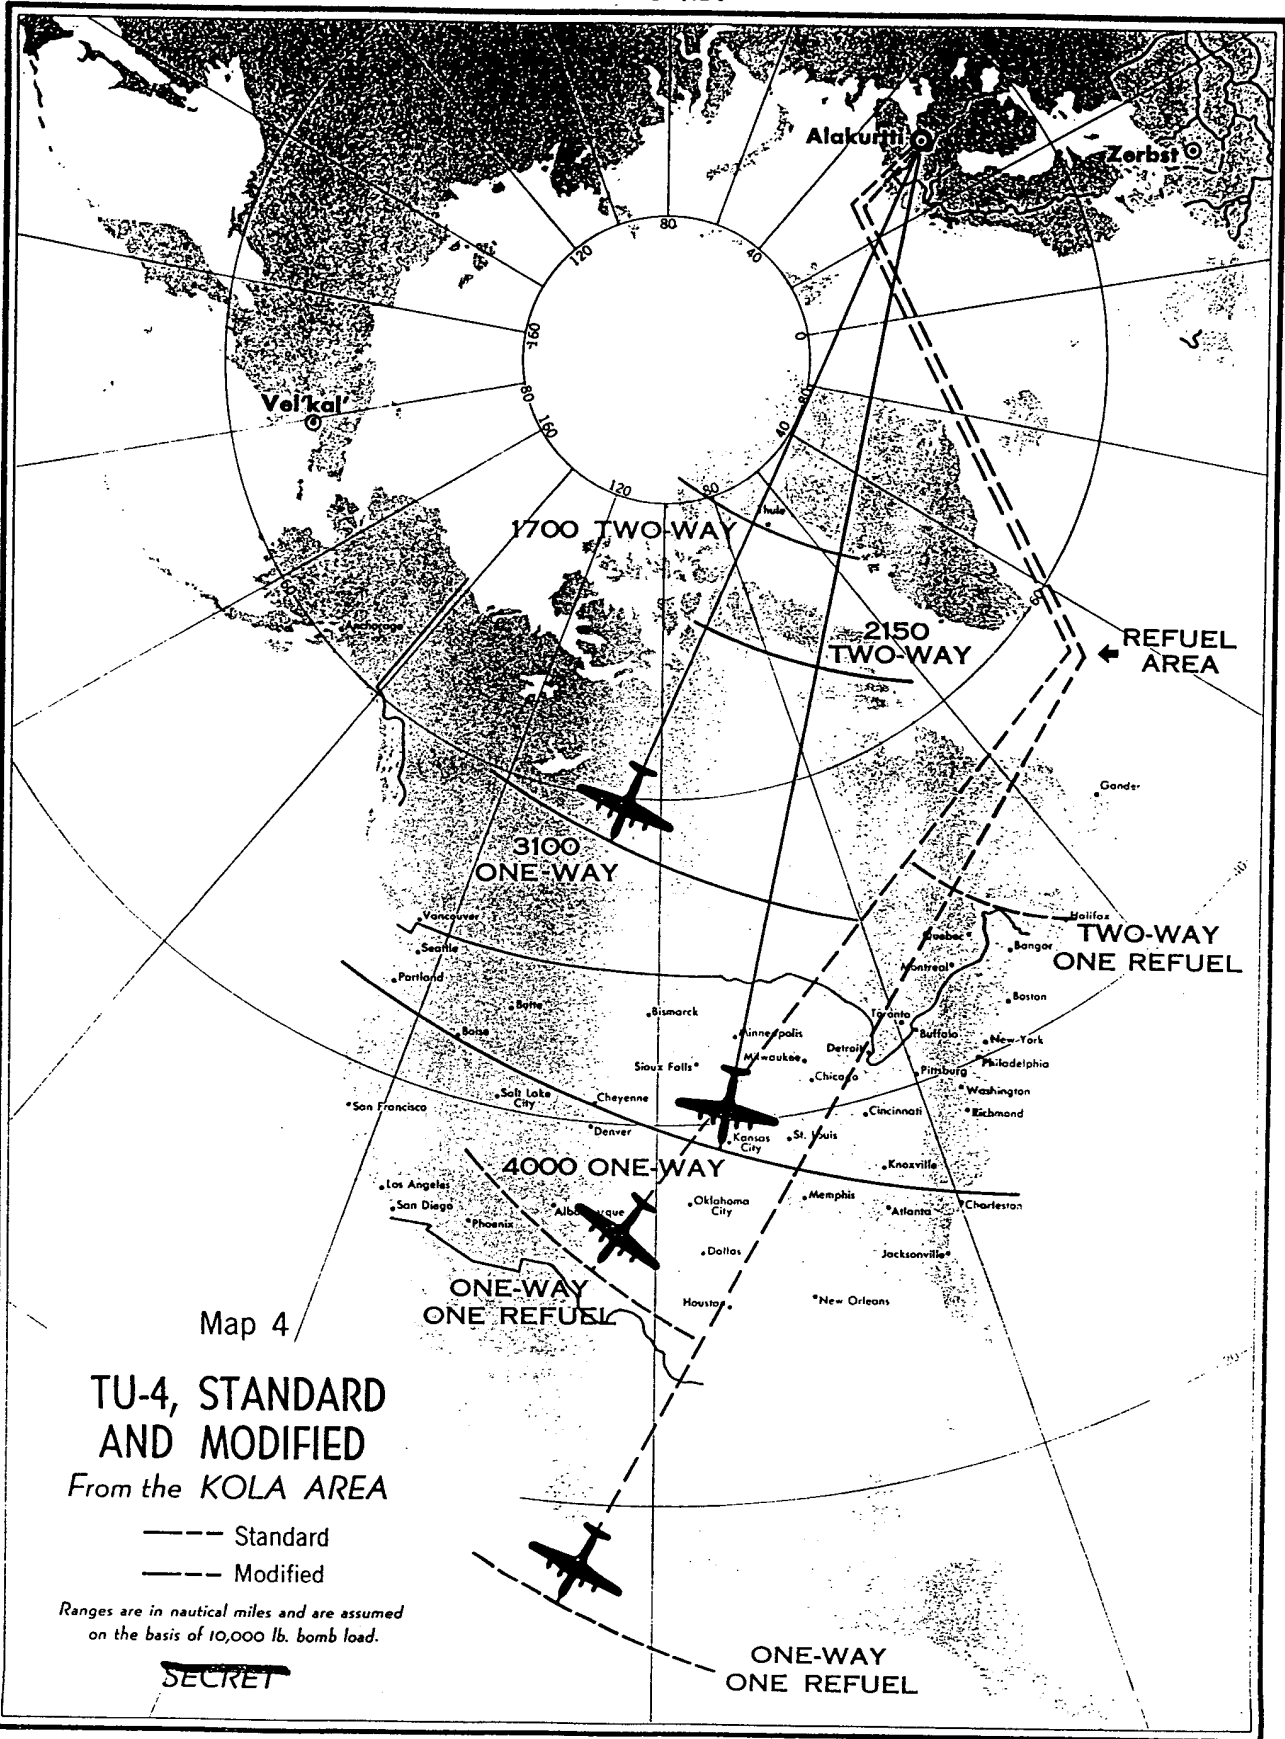 Alakurtti
Zerbst
80
120
40
160
0
80
160
80
40
Vel'kal'
120
80
Thule
1700 TWO-WAY
Anchorage
2150
TWO-WAY
REFUEL
AREA
Gander
3100
ONE-WAY
40
Vancouver
Halifax
Seattle
Quebec
Bangor
TWO-WAY
ONE REFUEL
Portland
Montreal
Boston
Butte
Bismarck
Toronto
Boise
Minneapolis
Buffalo
Milwaukee
Detroit
New York
Sioux Falls
Chicago
Pittsburg
Philadelphia
Salt Lake
City
Cheyenne
Washington
San Francisco
Cincinnati
Richmond
Denver
Kansas
City
St. Louis
4000 ONE-WAY
Knoxville
Los Angeles
Oklahoma
City
Memphis
San Diego
Phoenix
Atlanta
Charleston
Dallas
Jacksonville
ONE-WAY
ONE REFUEL
Houston
New Orleans
20
Map 4
TU-4, STANDARD
AND MODIFIED
From the KOLA AREA
Standard
Modified
Ranges are in nautical miles and are assumed
on the basis of 10,000 lb. bomb load.
SECRET
ONE-WAY
ONE REFUEL